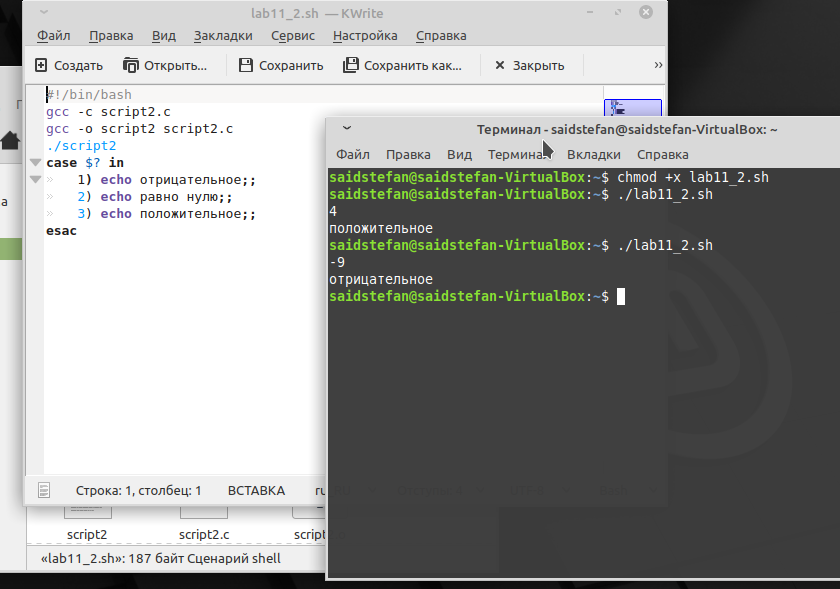 lab11_2.sh — KWrite
Файл Правка Вид Закладки Сервис Настройка Справка
Создать Открыть... Сохранить Сохранить как... Закрыть »
#!/bin/bash
gcc -c script2.c
gcc -o script2 script2.c
./script2
case $? in
» 1) echo отрицательное;;
» 2) echo равно нулю;;
» 3) echo положительное;;
esac
Строка: 1, столбец: 1 ВСТАВКА
script2 script2.c
«lab11_2.sh»: 187 байт Сценарий shell
Терминал - saidstefan@saidstefan-VirtualBox: ~
Файл Правка Вид Терминал Вкладки Справка
saidstefan@saidstefan-VirtualBox:~$ chmod +x lab11_2.sh
saidstefan@saidstefan-VirtualBox:~$ ./lab11_2.sh
4
положительное
saidstefan@saidstefan-VirtualBox:~$ ./lab11_2.sh
-9
отрицательное
saidstefan@saidstefan-VirtualBox:~$